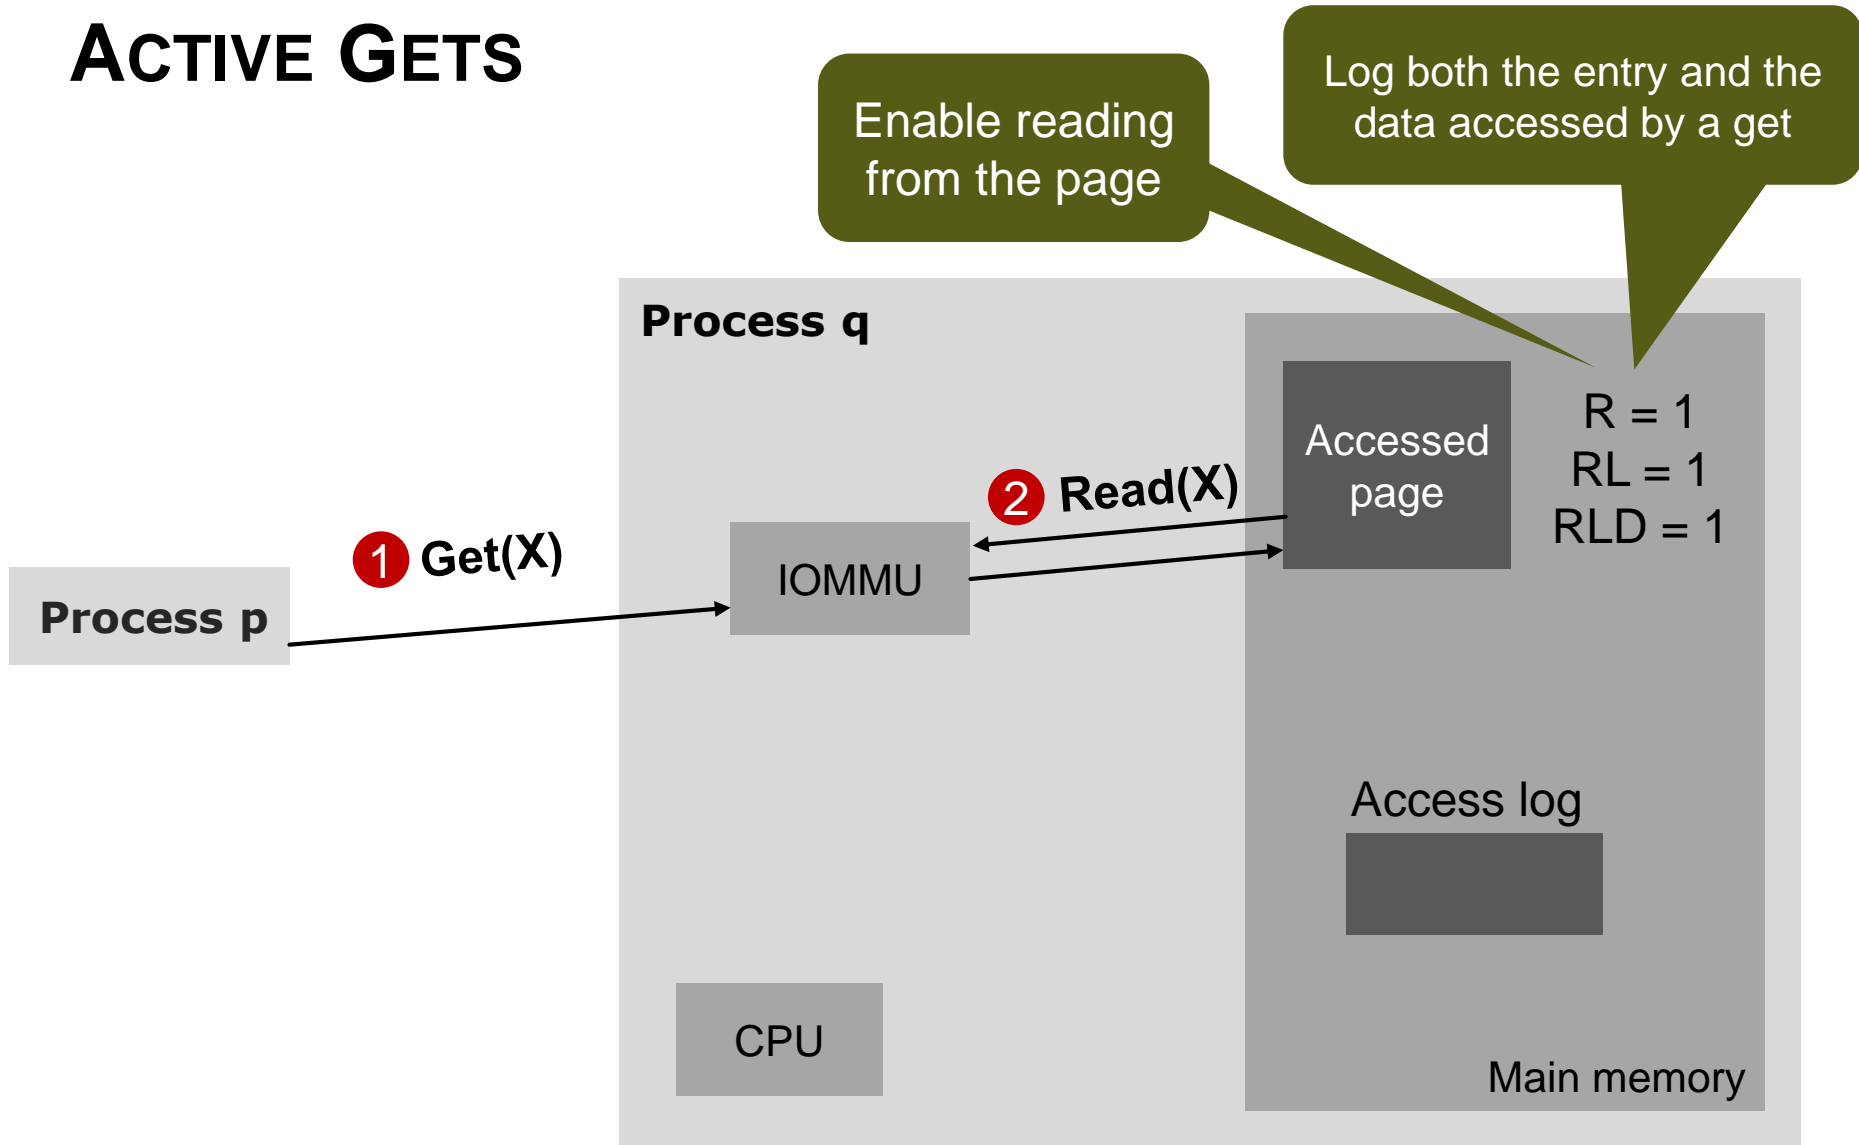 ACTIVE GETS
Enable reading
from the page
Log both the entry and the
data accessed by a get
Process q
Accessed
page
R = 1
RL = 1
RLD = 1
2 Read(X)
1 Get(X)
IOMMU
Process p
Access log
CPU
Main memory